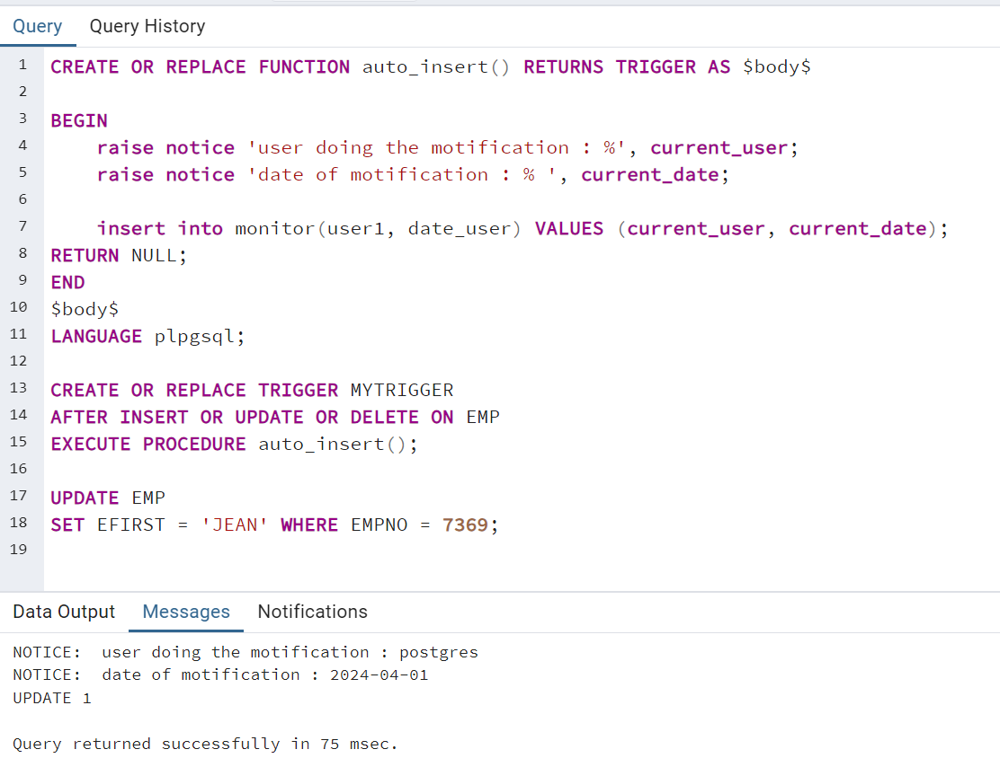 Query Query History
1 CREATE OR REPLACE FUNCTION auto_insert() RETURNS TRIGGER AS $body$
2
3 BEGIN
4 raise notice 'user doing the motification : %', current_user;
5 raise notice 'date of motification : % ', current_date;
6
7 insert into monitor(user1, date_user) VALUES (current_user, current_date);
8 RETURN NULL;
9 END
10 $body$
11 LANGUAGE plpgsql;
12
13 CREATE OR REPLACE TRIGGER MYTRIGGER
14 AFTER INSERT OR UPDATE OR DELETE ON EMP
15 EXECUTE PROCEDURE auto_insert();
16
17 UPDATE EMP
18 SET EFIRST = 'JEAN' WHERE EMPNO = 7369;
19
Data Output Messages Notifications
NOTICE:  user doing the motification : postgres
NOTICE:  date of motification : 2024-04-01
UPDATE 1
Query returned successfully in 75 msec.